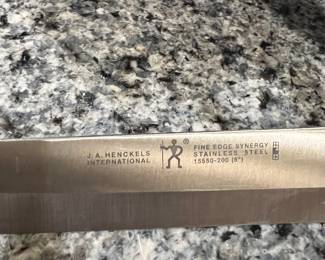 J. A. HENCKELS
INTERNATIONAL
®
FINE EDGE SYNERGY
STAINLESS STEEL
15550-200 (8")